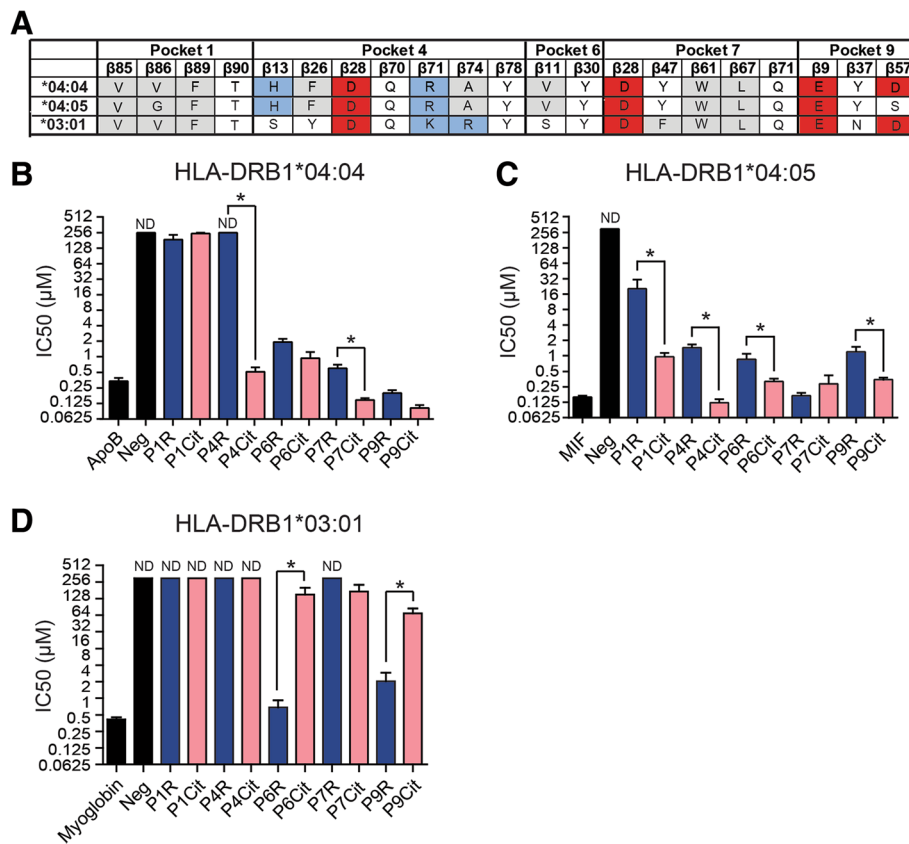 A
Pocket 1 Pocket 4 Pocket 6 Pocket 7 Pocket 9
β85 β86 β89 β90 β13 β26 β28 β70 β71 β74 β78 β11 β30 β28 β47 β61 β67 β71 β9 β37 β57
*04:04 V V F T H F D Q R A Y V Y D Y W L Q E Y D
*04:05 V G F T H F D Q R A Y V Y D Y W L Q E Y S
*03:01 V V F T S Y D Q K R Y S Y D F W L Q E N D
B
HLA-DRB1*04:04
IC50 (µM)
512
256
128
64
32
16
8
4
2
1
0.5
0.25
0.125
0.0625
ND
ND
*
*
ApoB Neg P1R P1Cit P4R P4Cit P6R P6Cit P7R P7Cit P9R P9Cit
C
HLA-DRB1*04:05
IC50 (µM)
512
256
128
64
32
16
8
4
2
1
0.5
0.25
0.125
0.0625
ND
*
*
*
*
MIF Neg P1R P1Cit P4R P4Cit P6R P6Cit P7R P7Cit P9R P9Cit
D
HLA-DRB1*03:01
IC50 (µM)
512
256
128
64
32
16
8
4
2
1
0.5
0.25
0.125
0.0625
ND ND ND ND ND ND
*
*
Myoglobin Neg P1R P1Cit P4R P4Cit P6R P6Cit P7R P7Cit P9R P9Cit